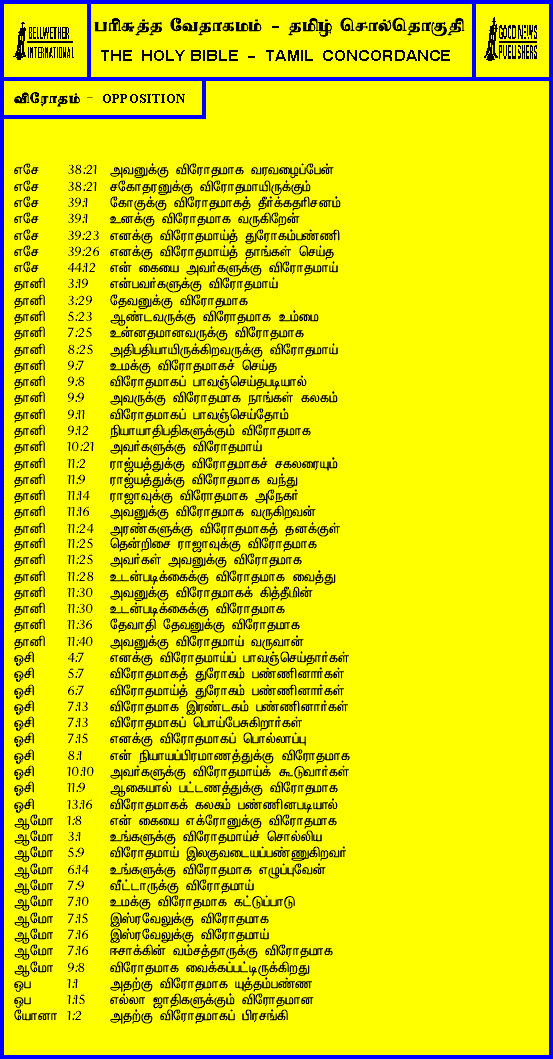 BELLWETHER
INTERNATIONAL
பரிசுத்த வேதாகமம் - தமிழ் சொல்தொகுதி
THE HOLY BIBLE - TAMIL CONCORDANCE
GOOD NEWS
PUBLISHERS
விரோதம் - OPPOSITION
எசே 38:21 அவனுக்கு விரோதமாக வரவழைப்பேன்
எசே 38:21 சகோதரனுக்கு விரோதமாயிருக்கும்
எசே 39:1 கோகுக்கு விரோதமாகத் தீர்க்கதரிசனம்
எசே 39:1 உனக்கு விரோதமாக வருகிறேன்
எசே 39:23 எனக்கு விரோதமாய்த் துரோகம்பண்ணி
எசே 39:26 எனக்கு விரோதமாய்த் தாங்கள் செய்த
எசே 44:12 என் கையை அவர்களுக்கு விரோதமாய்
தானி 3:19 என்பவர்களுக்கு விரோதமாய்
தானி 3:29 தேவனுக்கு விரோதமாக
தானி 5:23 ஆண்டவருக்கு விரோதமாக உம்மை
தானி 7:25 உன்னதமானவருக்கு விரோதமாக
தானி 8:25 அதிபதியாயிருக்கிறவருக்கு விரோதமாய்
தானி 9:7 உமக்கு விரோதமாகச் செய்த
தானி 9:8 விரோதமாகப் பாவஞ்செய்தபடியால்
தானி 9:9 அவருக்கு விரோதமாக நாங்கள் கலகம்
தானி 9:11 விரோதமாகப் பாவஞ்செய்தோம்
தானி 9:12 நியாயாதிபதிகளுக்கும் விரோதமாக
தானி 10:21 அவர்களுக்கு விரோதமாய்
தானி 11:2 ராஜ்யத்துக்கு விரோதமாகச் சகலரையும்
தானி 11:9 ராஜ்யத்துக்கு விரோதமாக வந்து
தானி 11:14 ராஜாவுக்கு விரோதமாக அநேகர்
தானி 11:16 அவனுக்கு விரோதமாக வருகிறவன்
தானி 11:24 அரண்களுக்கு விரோதமாகத் தனக்குள்
தானி 11:25 தென்றிசை ராஜாவுக்கு விரோதமாக
தானி 11:25 அவர்கள் அவனுக்கு விரோதமாக
தானி 11:28 உடன்படிக்கைக்கு விரோதமாக வைத்து
தானி 11:30 அவனுக்கு விரோதமாகக் கித்தீமின்
தானி 11:30 உடன்படிக்கைக்கு விரோதமாக
தானி 11:36 தேவாதி தேவனுக்கு விரோதமாக
தானி 11:40 அவனுக்கு விரோதமாய் வருவான்
ஓசி 4:7 எனக்கு விரோதமாய்ப் பாவஞ்செய்தார்கள்
ஓசி 5:7 விரோதமாகத் துரோகம் பண்ணினார்கள்
ஓசி 6:7 விரோதமாய்த் துரோகம் பண்ணினார்கள்
ஓசி 7:13 விரோதமாக இரண்டகம் பண்ணினார்கள்
ஓசி 7:13 விரோதமாகப் பொய்பேசுகிறார்கள்
ஓசி 7:15 எனக்கு விரோதமாகப் பொல்லாப்பு
ஓசி 8:1 என் நியாயப்பிரமாணத்துக்கு விரோதமாக
ஓசி 10:10 அவர்களுக்கு விரோதமாய்க் கூடுவார்கள்
ஓசி 11:9 ஆகையால் பட்டணத்துக்கு விரோதமாக
ஓசி 13:16 விரோதமாகக் கலகம் பண்ணினபடியால்
ஆமோ 1:8 என் கையை எக்ரோனுக்கு விரோதமாக
ஆமோ 3:1 உங்களுக்கு விரோதமாய்ச் சொல்லிய
ஆமோ 5:9 விரோதமாய் இலகுவடையப்பண்ணுகிறவர்
ஆமோ 6:14 உங்களுக்கு விரோதமாக எழுப்புவேன்
ஆமோ 7:9 வீட்டாருக்கு விரோதமாய்
ஆமோ 7:10 உமக்கு விரோதமாக கட்டுப்பாடு
ஆமோ 7:15 இஸ்ரவேலுக்கு விரோதமாக
ஆமோ 7:16 இஸ்ரவேலுக்கு விரோதமாய்
ஆமோ 7:16 ஈசாக்கின் வம்சத்தாருக்கு விரோதமாக
ஆமோ 9:8 விரோதமாக வைக்கப்பட்டிருக்கிறது
ஒப 1:1 அதற்கு விரோதமாக யுத்தம்பண்ண
ஒப 1:15 எல்லா ஜாதிகளுக்கும் விரோதமான
யோனா 1:2 அதற்கு விரோதமாகப் பிரசங்கி